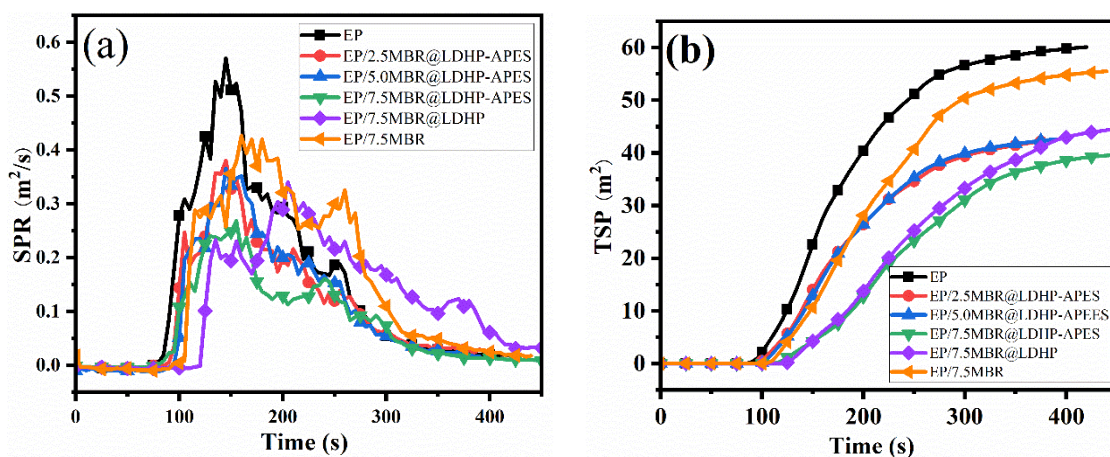 (a)
SPR (m²/s)
0.6
0.5
0.4
0.3
0.2
0.1
0.0
0
100
200
300
400
Time (s)
EP
EP/2.5MBR@LDHP-APES
EP/5.0MBR@LDHP-APES
EP/7.5MBR@LDHP-APES
EP/7.5MBR@LDHP
EP/7.5MBR
(b)
TSP (m²)
60
50
40
30
20
10
0
0
100
200
300
400
Time (s)
EP
EP/2.5MBR@LDHP-APES
EP/5.0MBR@LDHP-APEES
EP/7.5MBR@LDHP-APES
EP/7.5MBR@LDHP
EP/7.5MBR